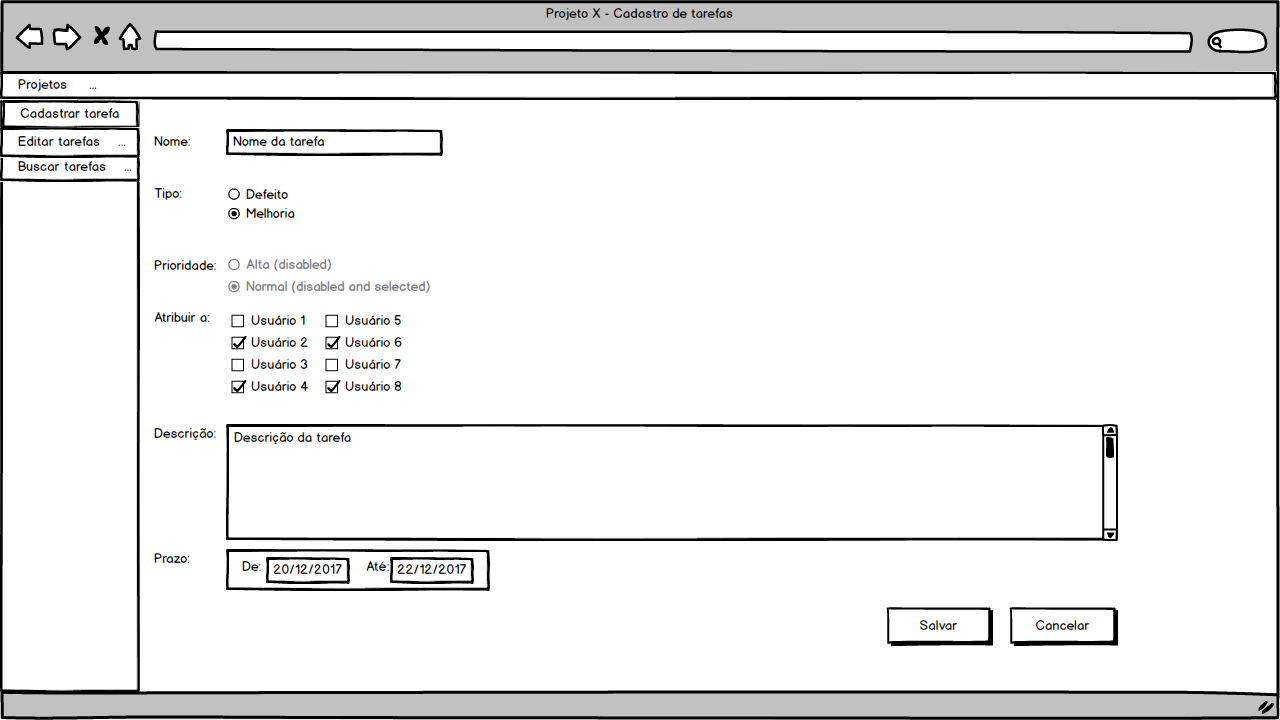 Projeto X - Cadastro de tarefas
Projetos ...
Cadastrar tarefa
Editar tarefas ...
Buscar tarefas ...
Nome: Nome da tarefa
Tipo: Defeito
Melhoria
Prioridade: Alta (disabled)
Normal (disabled and selected)
Atribuir a: Usuário 1 Usuário 5
Usuário 2 Usuário 6
Usuário 3 Usuário 7
Usuário 4 Usuário 8
Descrição: Descrição da tarefa
Prazo: De: 20/12/2017 Até: 22/12/2017
Salvar Cancelar